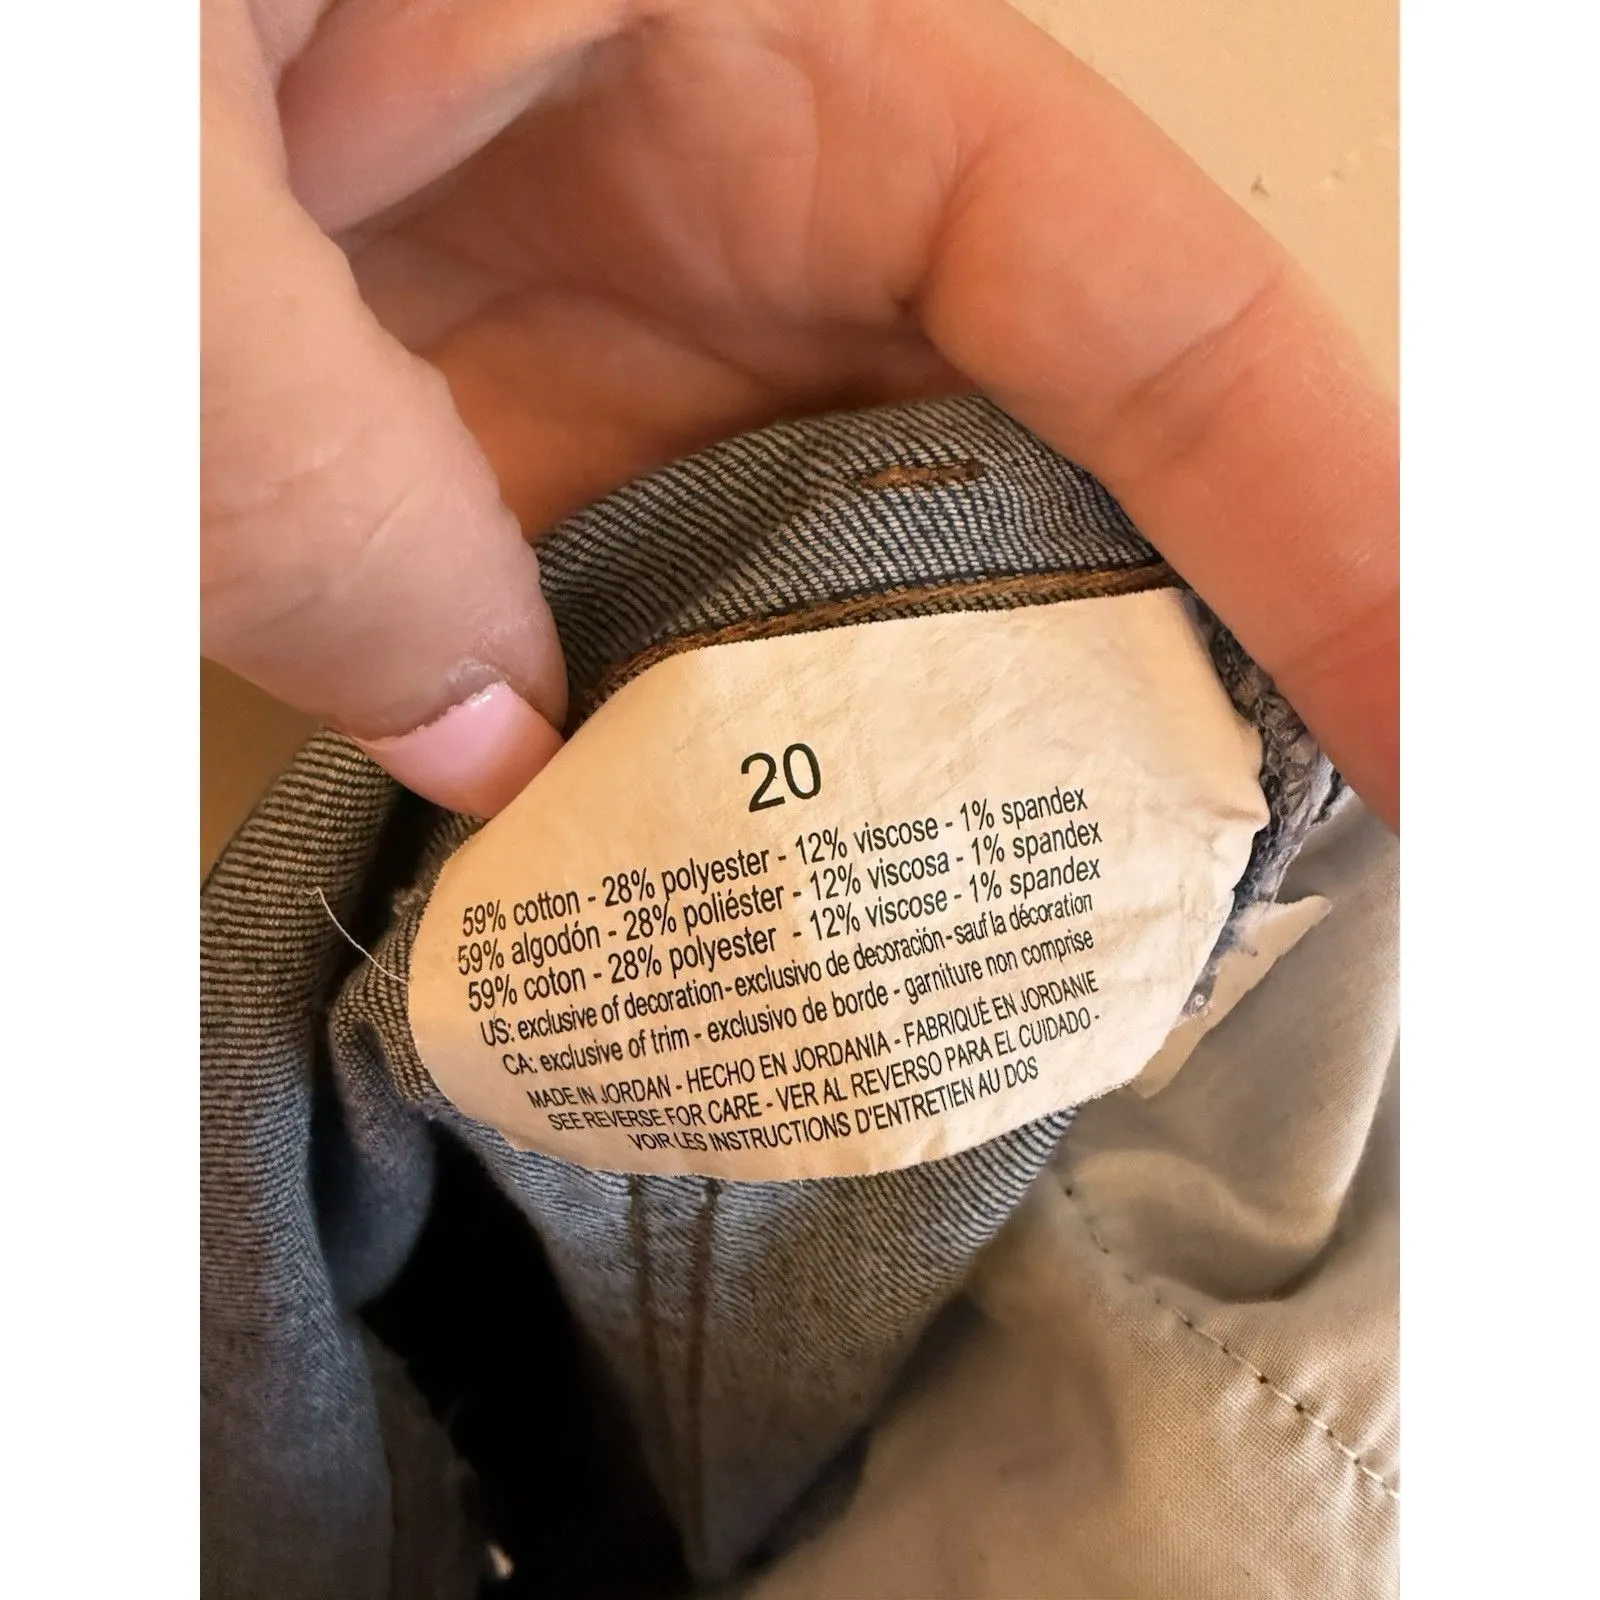 20
59% cotton - 28% polyester - 12% viscose - 1% spandex
59% algodón - 28% poliéster - 12% viscosa - 1% spandex
59% coton - 28% polyester - 12% viscose - 1% spandex
US: exclusive of decoration-exclusivo de decoración-sauf la décoration
CA: exclusive of trim - exclusivo de borde - garniture non comprise
MADE IN JORDAN - HECHO EN JORDANIA - FABRIQUÉ EN JORDANIE
SEE REVERSE FOR CARE - VER AL REVERSO PARA EL CUIDADO -
VOIR LES INSTRUCTIONS D'ENTRETIEN AU DOS